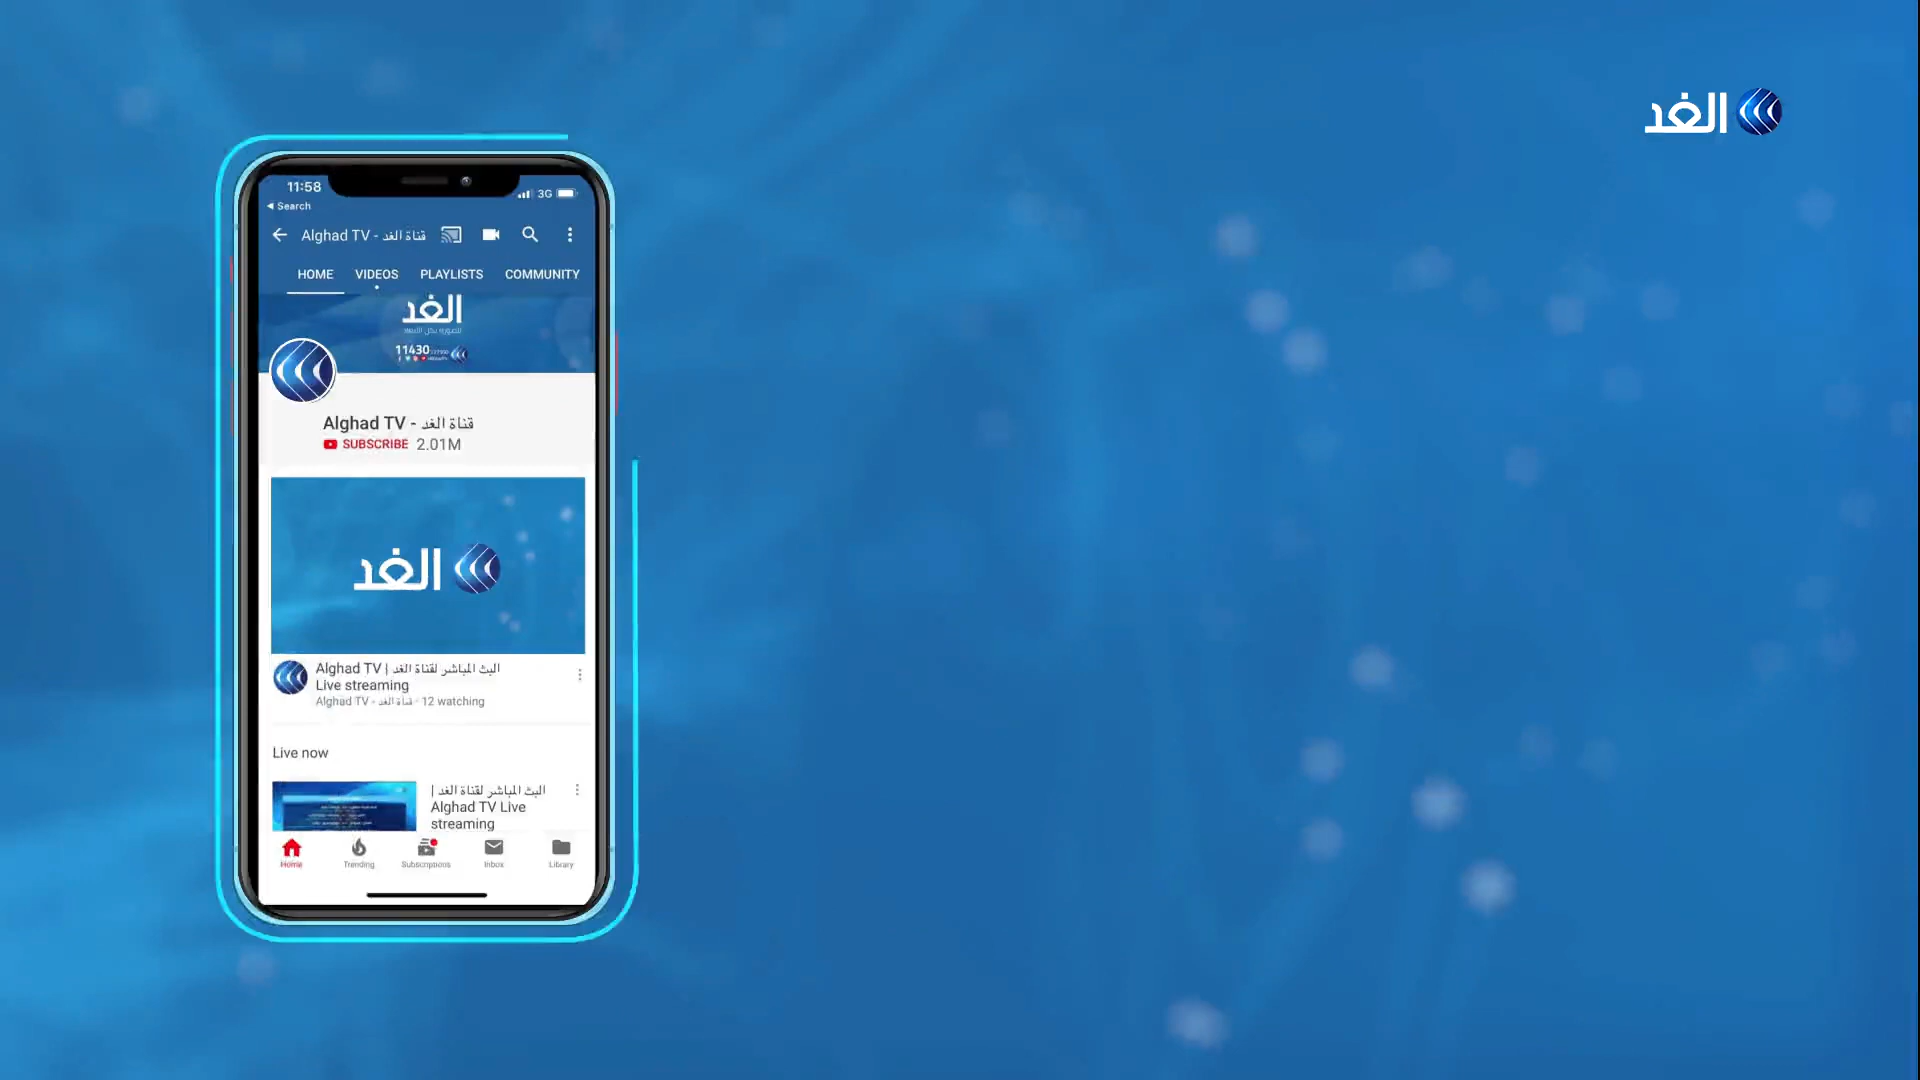 الغد
11:58
3G
Search
Alghad TV - قناة الغد
HOME VIDEOS PLAYLISTS COMMUNITY
الغد
11430
Alghad TV - قناة الغد
SUBSCRIBE 2.01M
الغد
Alghad TV | البث المباشر لقناة الغد
Live streaming
Alghad TV - قناة الغد · 12 watching
Live now
البث المباشر لقناة الغد |
Alghad TV Live
streaming
Home Trending Subscriptions Inbox Library